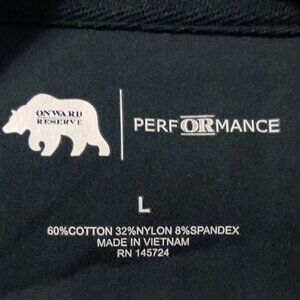 ONWARD
RESERVE
PERFORMANCE
L
60%COTTON 32%NYLON 8%SPANDEX
MADE IN VIETNAM
RN 145724